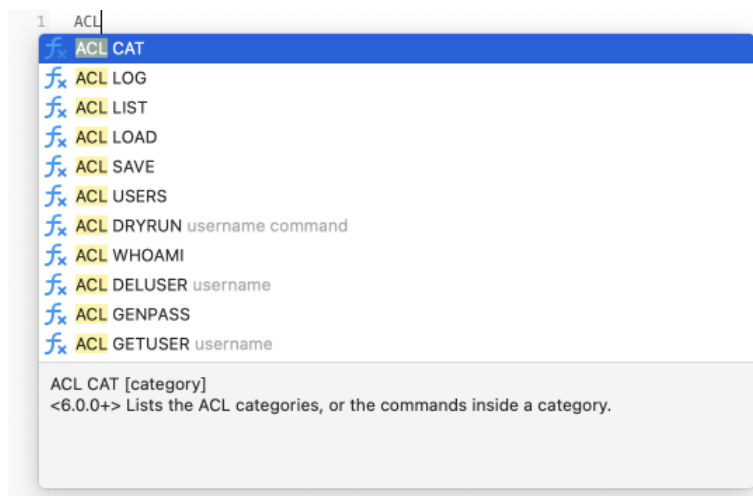 1 ACL
ACL CAT
ACL LOG
ACL LIST
ACL LOAD
ACL SAVE
ACL USERS
ACL DRYRUN username command
ACL WHOAMI
ACL DELUSER username
ACL GENPASS
ACL GETUSER username
ACL CAT [category]
<6.0.0+> Lists the ACL categories, or the commands inside a category.